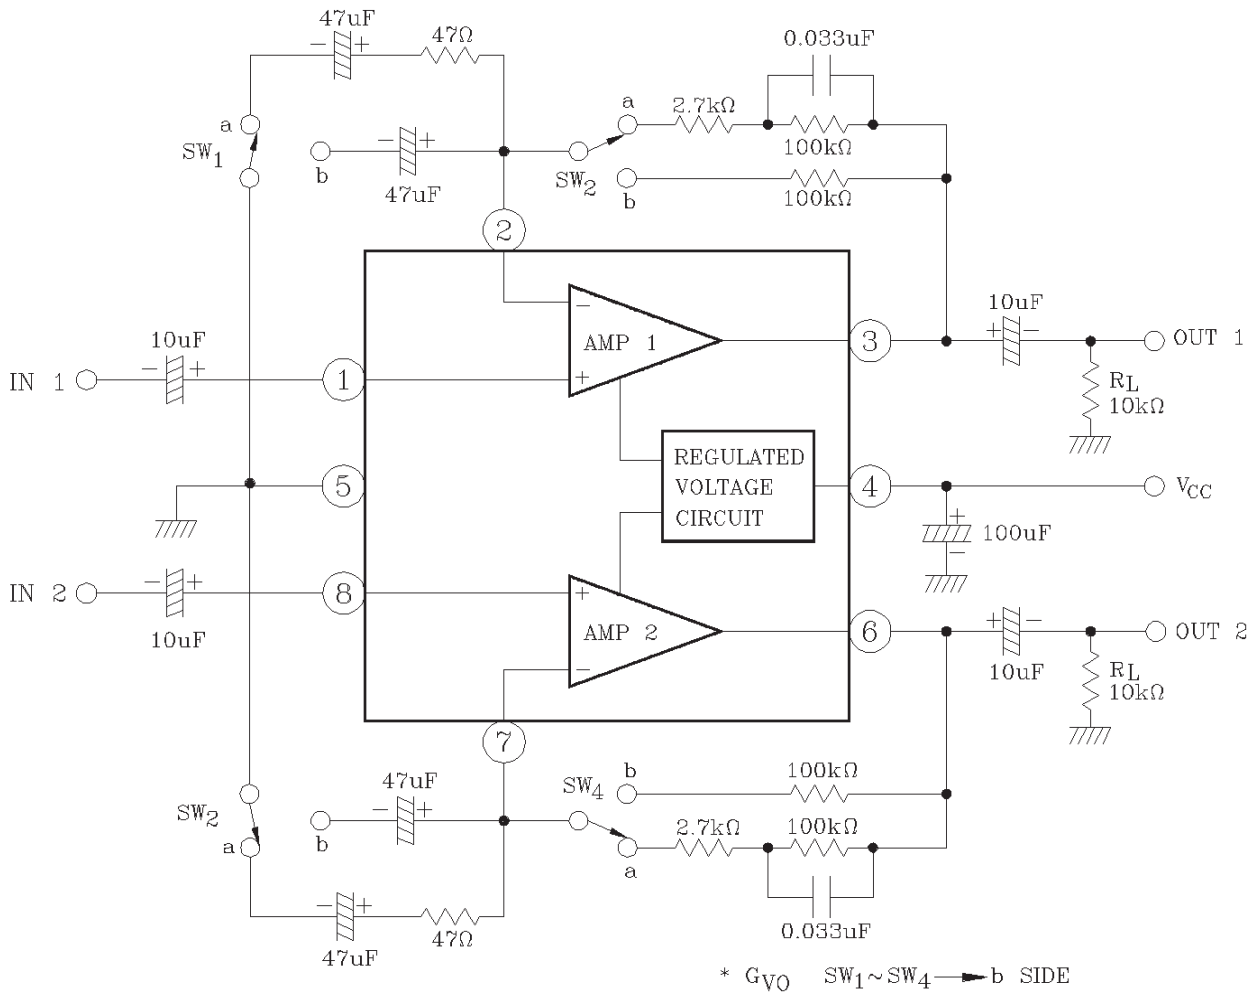 47uF
47Ω
0.033uF
− +
a
2.7kΩ
a
SW1
b
− +
47uF
SW2
100kΩ
b
100kΩ
2
10uF
− +
IN 1
1
−
AMP 1
+
3
10uF
+ −
OUT 1
RL
10kΩ
REGULATED
VOLTAGE
CIRCUIT
5
4
VCC
+
100uF
−
IN 2
− +
10uF
8
+
AMP 2
−
6
+ −
10uF
OUT 2
RL
10kΩ
7
47uF
− +
SW4
b
100kΩ
SW2
a
b
2.7kΩ
100kΩ
a
− +
47uF
47Ω
0.033uF
* GVO SW1~SW4 b SIDE